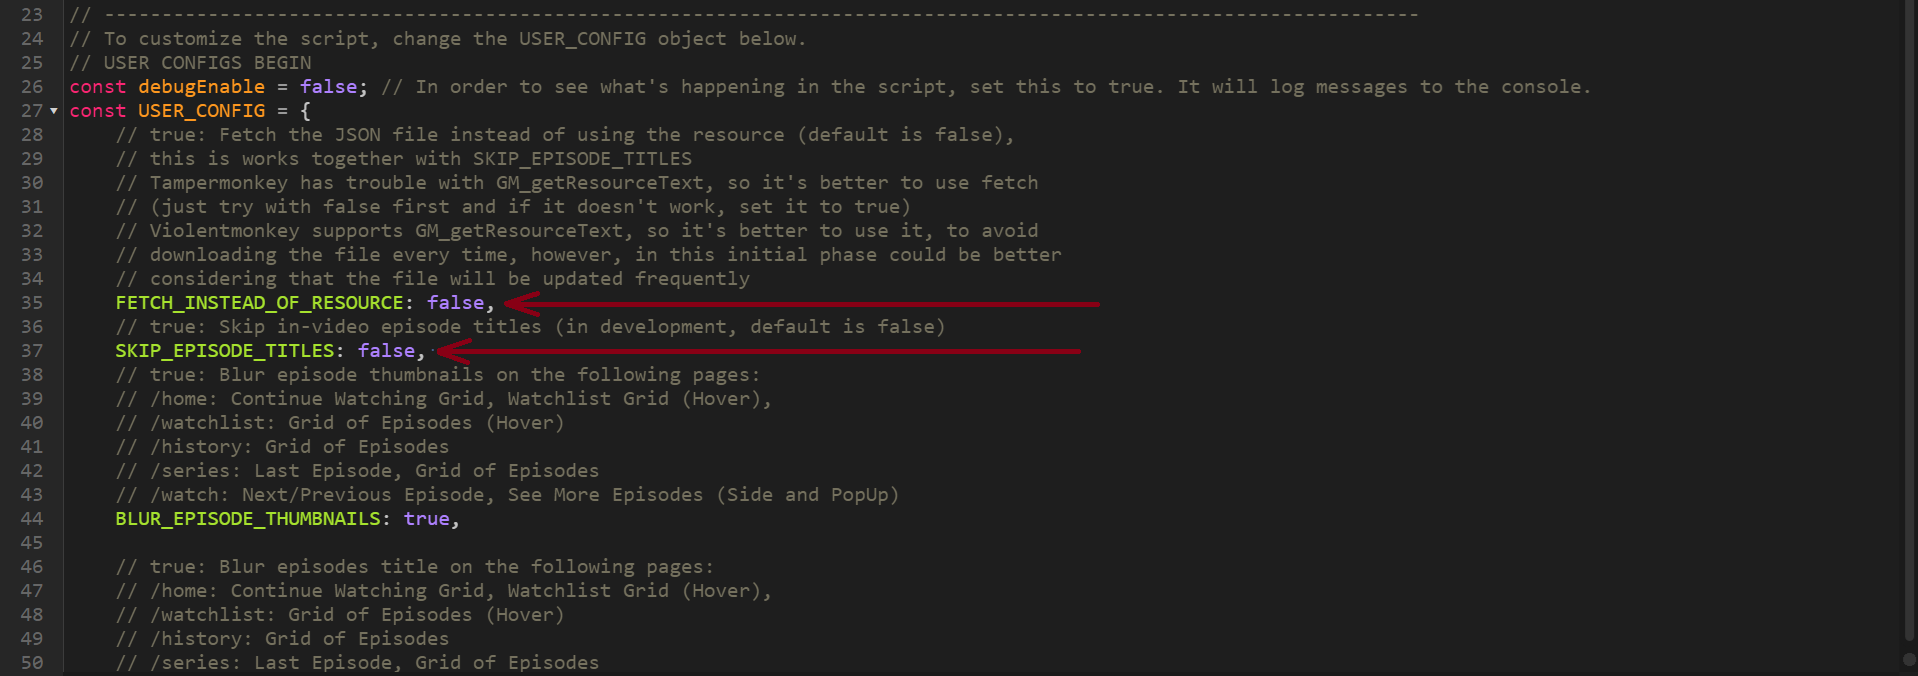 23 // ------------------------------------------------------------------------------------------------------------------
24 // To customize the script, change the USER_CONFIG object below.
25 // USER CONFIGS BEGIN
26 const debugEnable = false; // In order to see what's happening in the script, set this to true. It will log messages to the console.
27 const USER_CONFIG = {
28 // true: Fetch the JSON file instead of using the resource (default is false),
29 // this is works together with SKIP_EPISODE_TITLES
30 // Tampermonkey has trouble with GM_getResourceText, so it's better to use fetch
31 // (just try with false first and if it doesn't work, set it to true)
32 // Violentmonkey supports GM_getResourceText, so it's better to use it, to avoid
33 // downloading the file every time, however, in this initial phase could be better
34 // considering that the file will be updated frequently
35 FETCH_INSTEAD_OF_RESOURCE: false,
36 // true: Skip in-video episode titles (in development, default is false)
37 SKIP_EPISODE_TITLES: false,
38 // true: Blur episode thumbnails on the following pages:
39 // /home: Continue Watching Grid, Watchlist Grid (Hover),
40 // /watchlist: Grid of Episodes (Hover)
41 // /history: Grid of Episodes
42 // /series: Last Episode, Grid of Episodes
43 // /watch: Next/Previous Episode, See More Episodes (Side and PopUp)
44 BLUR_EPISODE_THUMBNAILS: true,
45
46 // true: Blur episodes title on the following pages:
47 // /home: Continue Watching Grid, Watchlist Grid (Hover),
48 // /watchlist: Grid of Episodes (Hover)
49 // /history: Grid of Episodes
50 // /series: Last Episode, Grid of Episodes